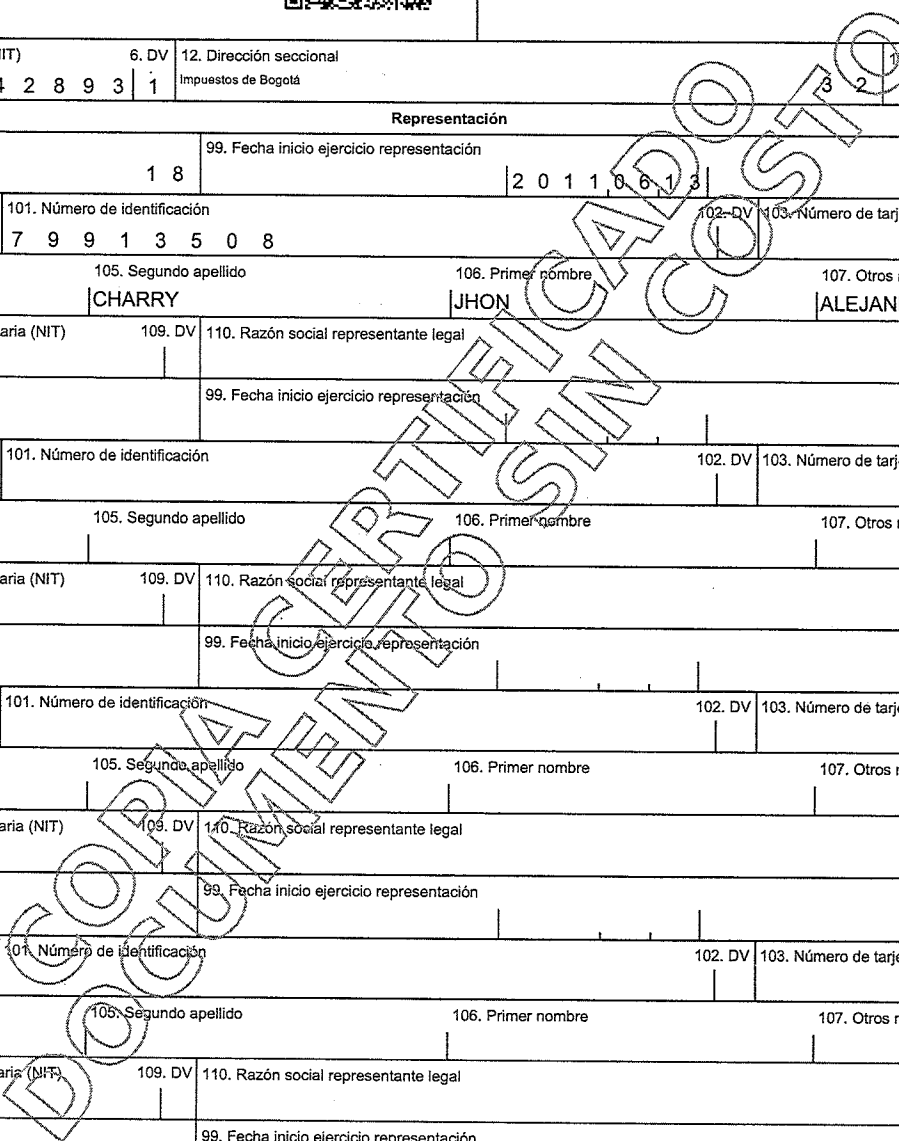 IIT) 6. DV 12. Dirección seccional
4 2 8 9 3 1 Impuestos de Bogotá 3 2
Representación
99. Fecha inicio ejercicio representación
1 8 2 0 1 1 0 6 1 3
101. Número de identificación 102. DV 103. Número de tarj
7 9 9 1 3 5 0 8
105. Segundo apellido 106. Primer nombre 107. Otros
CHARRY JHON ALEJAN
aria (NIT) 109. DV 110. Razón social representante legal
99. Fecha inicio ejercicio representación
101. Número de identificación 102. DV 103. Número de tarj
105. Segundo apellido 106. Primer nombre 107. Otros
aria (NIT) 109. DV 110. Razón social representante legal
99. Fecha inicio ejercicio representación
101. Número de identificación 102. DV 103. Número de tarje
105. Segundo apellido 106. Primer nombre 107. Otros
aria (NIT) 109. DV 110. Razón social representante legal
99. Fecha inicio ejercicio representación
101. Número de identificación 102. DV 103. Número de tarje
105. Segundo apellido 106. Primer nombre 107. Otros
aria (NIT) 109. DV 110. Razón social representante legal
99. Fecha inicio ejercicio representación
COPIA CERTIFICADO
DOCUMENTO SIN COSTO